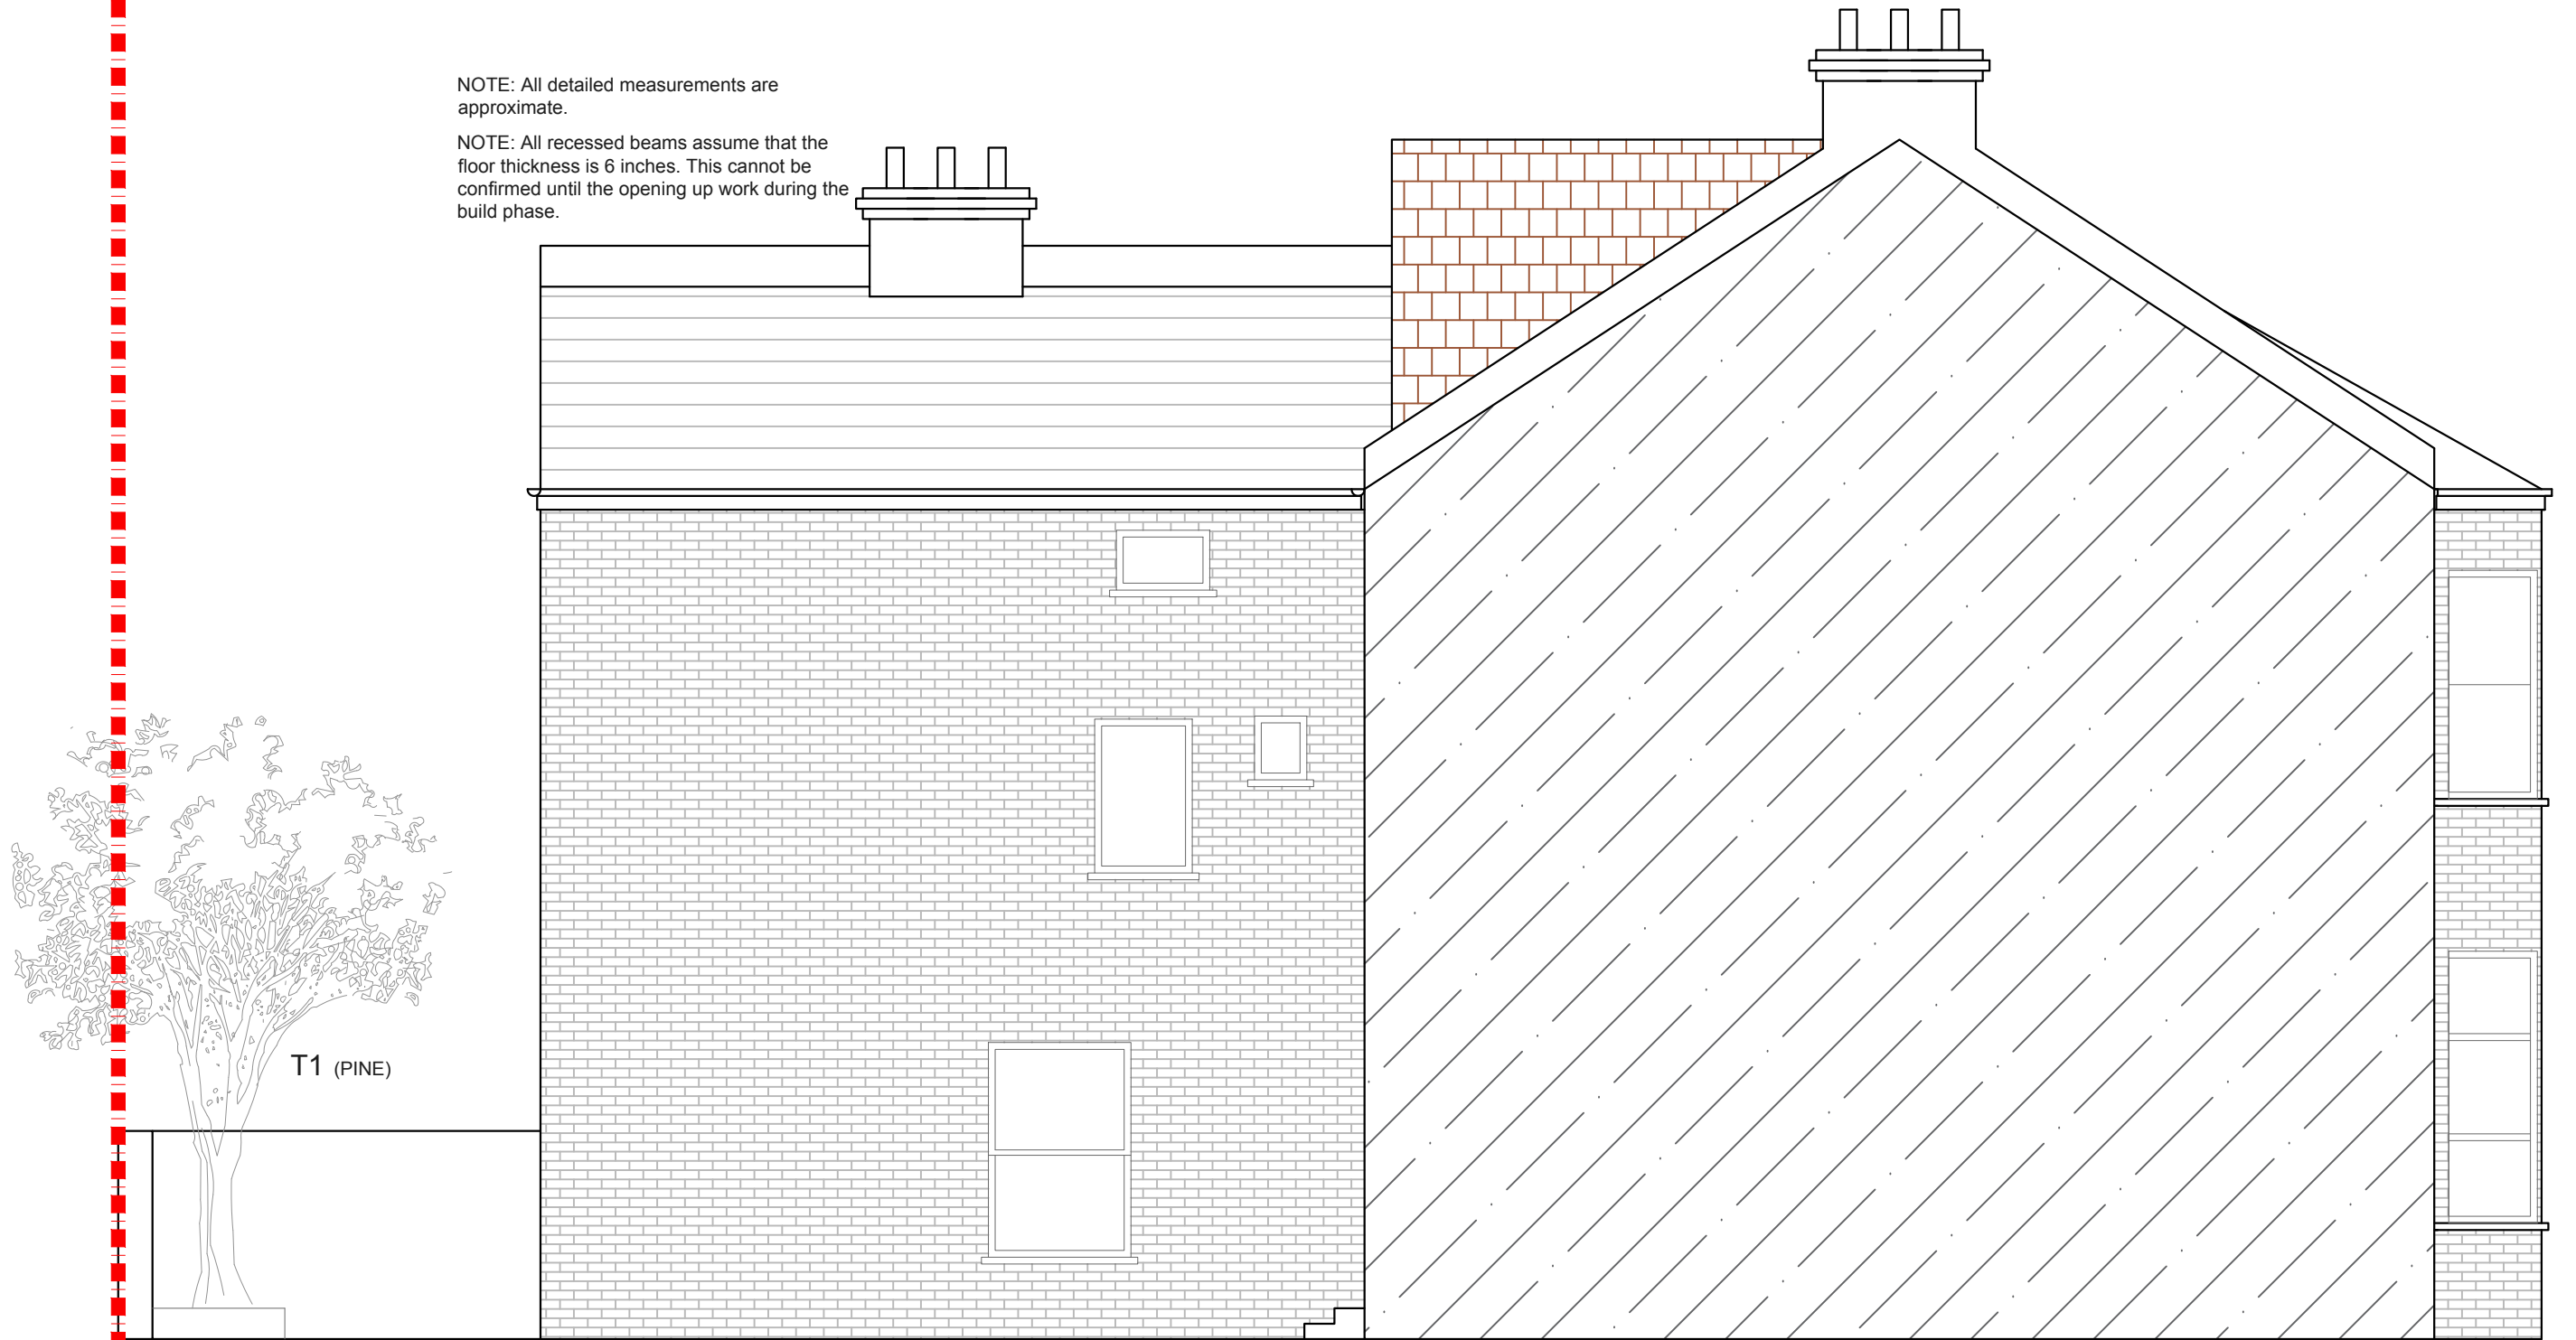 NOTE: All detailed measurements are
approximate.
NOTE: All recessed beams assume that the
floor thickness is 6 inches. This cannot be
confirmed until the opening up work during the
build phase.
T1 (PINE)